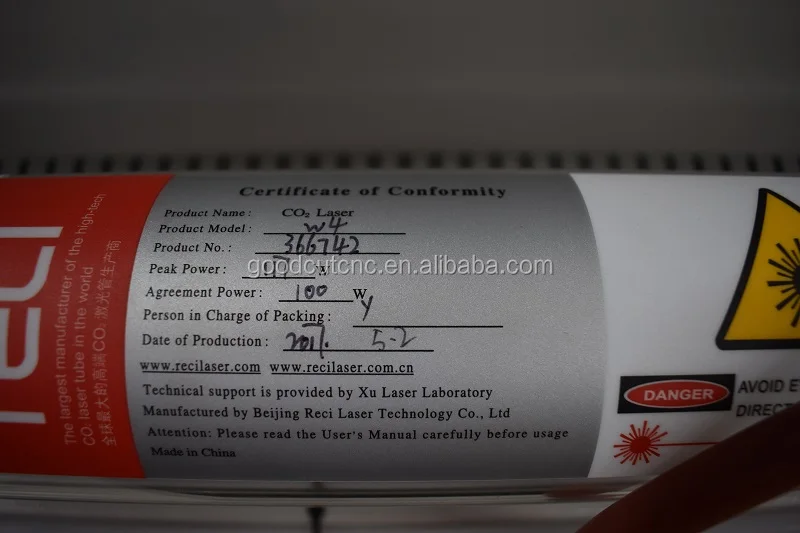 Certificate of Conformity
Product Name: CO₂ Laser
Product Model: W4
Product No.: 366742
Peak Power: W
goodcutcnc.en.alibaba.com
Agreement Power: 100 W
Person in Charge of Packing: Y
Date of Production: 5-2
www.recilaser.com www.recilaser.com.cn
Technical support is provided by Xu Laser Laboratory
Manufactured by Beijing Reci Laser Technology Co., Ltd
Attention: Please read the User's Manual carefully before usage
Made in China
The largest manufacturer of the high-tech
CO₂ laser tube in the world
全球最大的高端CO₂激光管生产商
DANGER
AVOID
DIRECT